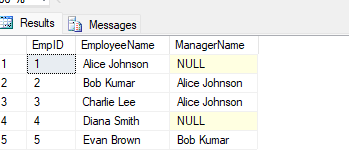 Results Messages
EmpID EmployeeName ManagerName
1 1 Alice Johnson NULL
2 2 Bob Kumar Alice Johnson
3 3 Charlie Lee Alice Johnson
4 4 Diana Smith NULL
5 5 Evan Brown Bob Kumar